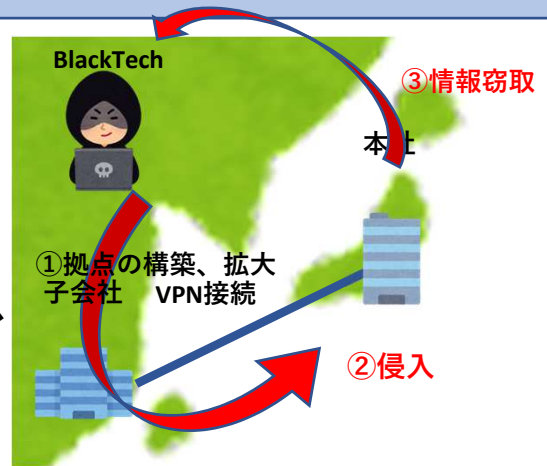 BlackTech
③情報窃取
本社
①拠点の構築、拡大
子会社 VPN接続
②侵入